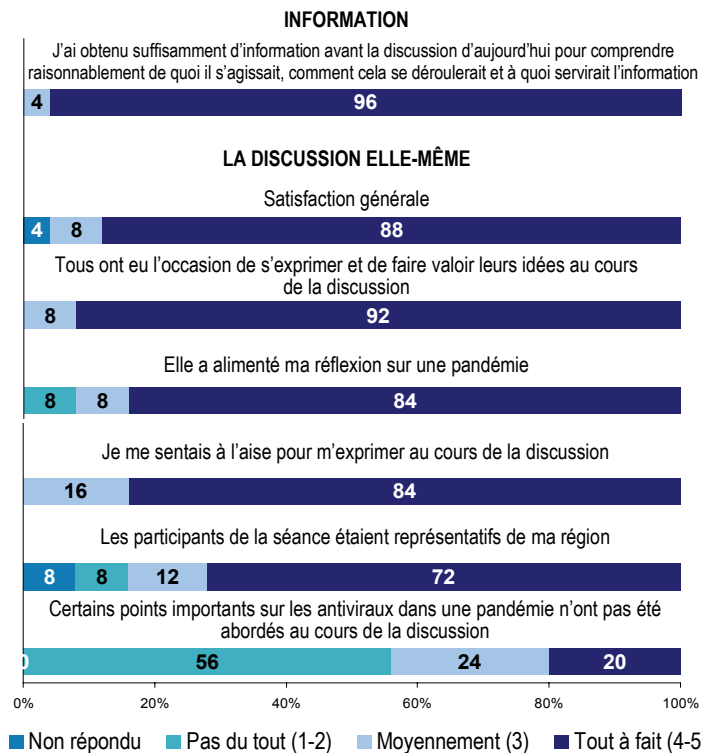 INFORMATION
J'ai obtenu suffisamment d'information avant la discussion d'aujourd'hui pour comprendre
raisonnablement de quoi il s'agissait, comment cela se déroulerait et à quoi servirait l'information
4 96
LA DISCUSSION ELLE-MÊME
Satisfaction générale
4 8 88
Tous ont eu l'occasion de s'exprimer et de faire valoir leurs idées au cours
de la discussion
8 92
Elle a alimenté ma réflexion sur une pandémie
8 8 84
Je me sentais à l'aise pour m'exprimer au cours de la discussion
16 84
Les participants de la séance étaient représentatifs de ma région
8 8 12 72
Certains points importants sur les antiviraux dans une pandémie n'ont pas été
abordés au cours de la discussion
0 56 24 20
0% 20% 40% 60% 80% 100%
Non répondu Pas du tout (1-2) Moyennement (3) Tout à fait (4-5